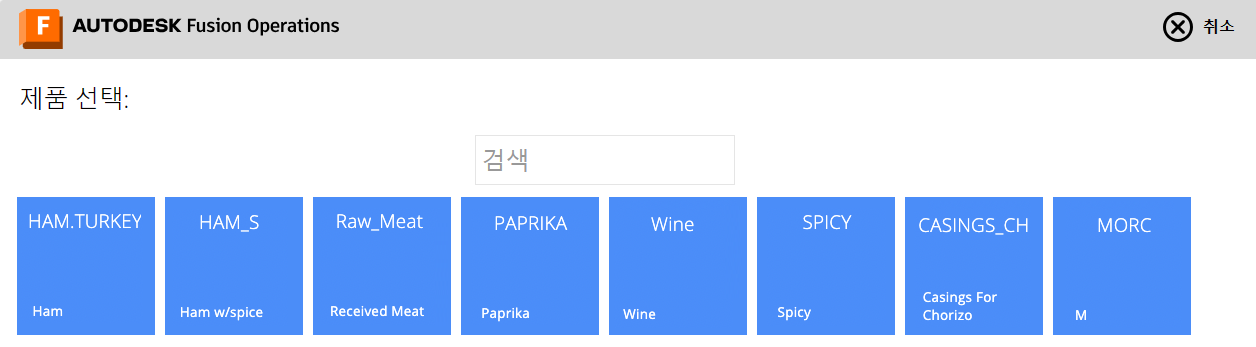 F AUTODESK Fusion Operations
취소
제품 선택:
검색
HAM.TURKEY
Ham
HAM_S
Ham w/spice
Raw_Meat
Received Meat
PAPRIKA
Paprika
Wine
Wine
SPICY
Spicy
CASINGS_CH
Casings For
Chorizo
MORC
M